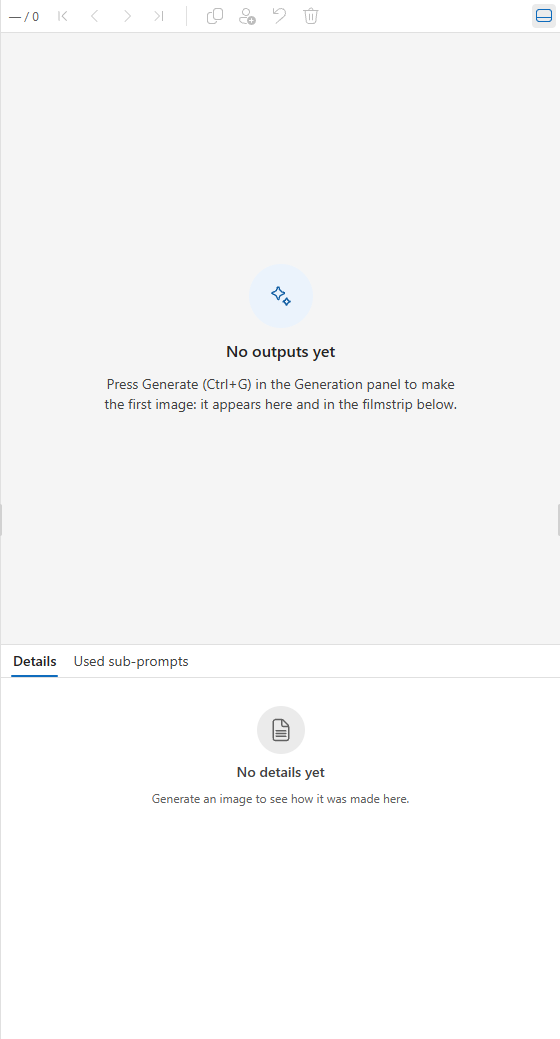 — / 0
No outputs yet
Press Generate (Ctrl+G) in the Generation panel to make
the first image: it appears here and in the filmstrip below.
Details Used sub-prompts
No details yet
Generate an image to see how it was made here.